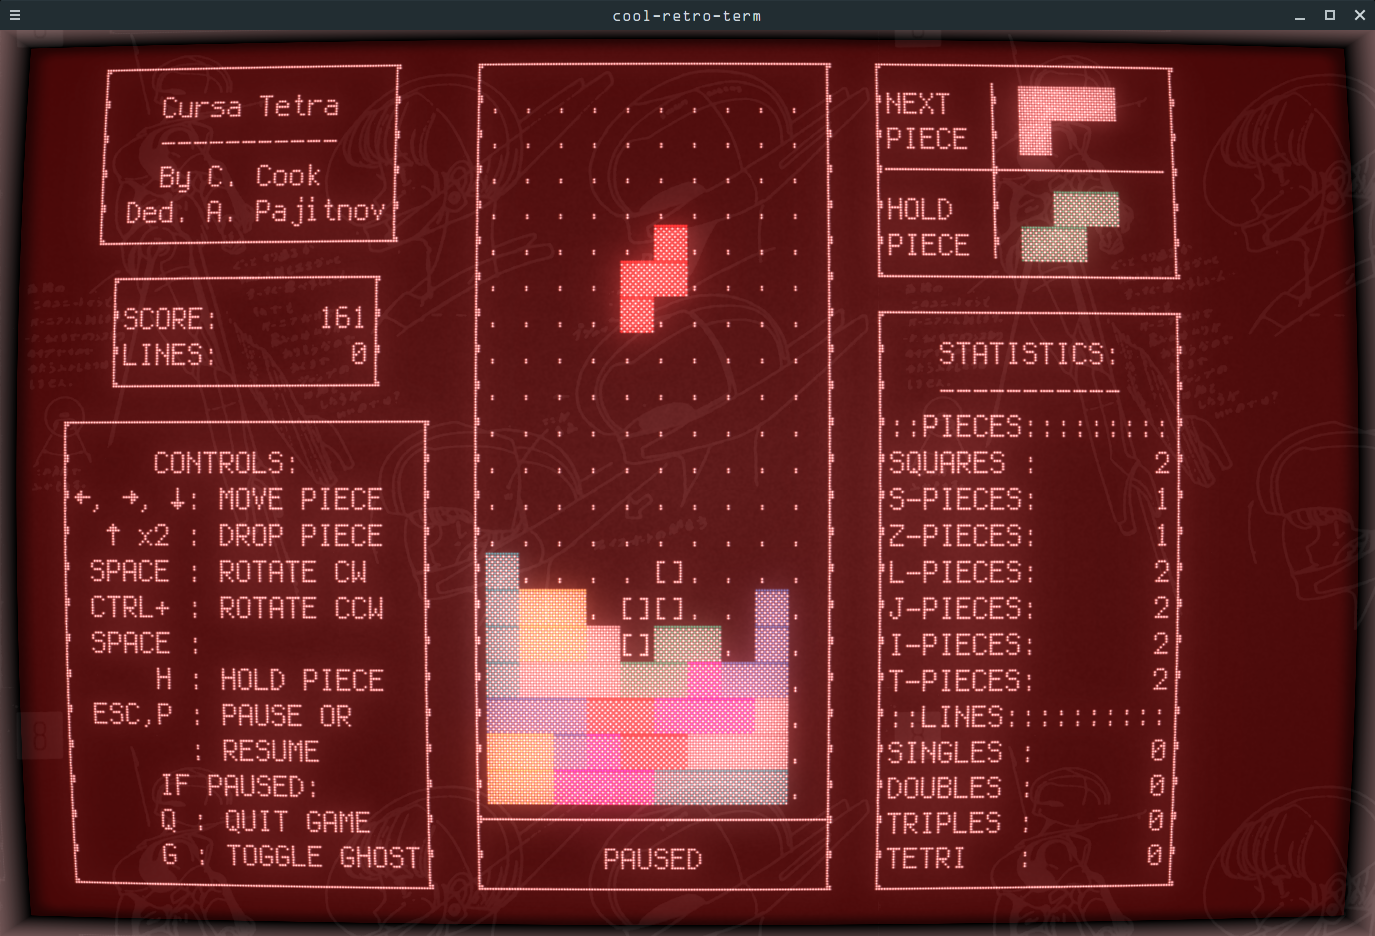 cool-retro-term
Cursa Tetra
-----------
By C. Cook
Ded. A. Pajitnov
SCORE: 161
LINES: 0
CONTROLS:
←, →, ↓: MOVE PIECE
↑ x2 : DROP PIECE
SPACE : ROTATE CW
CTRL+ : ROTATE CCW
SPACE :
H : HOLD PIECE
ESC,P : PAUSE OR
: RESUME
IF PAUSED:
Q : QUIT GAME
G : TOGGLE GHOST
[]
[][]
[]
PAUSED
NEXT
PIECE
HOLD
PIECE
STATISTICS:
-----------
::PIECES:::::::::
SQUARES : 2
S-PIECES: 1
Z-PIECES: 1
L-PIECES: 2
J-PIECES: 2
I-PIECES: 2
T-PIECES: 2
::LINES::::::::::
SINGLES : 0
DOUBLES : 0
TRIPLES : 0
TETRI : 0